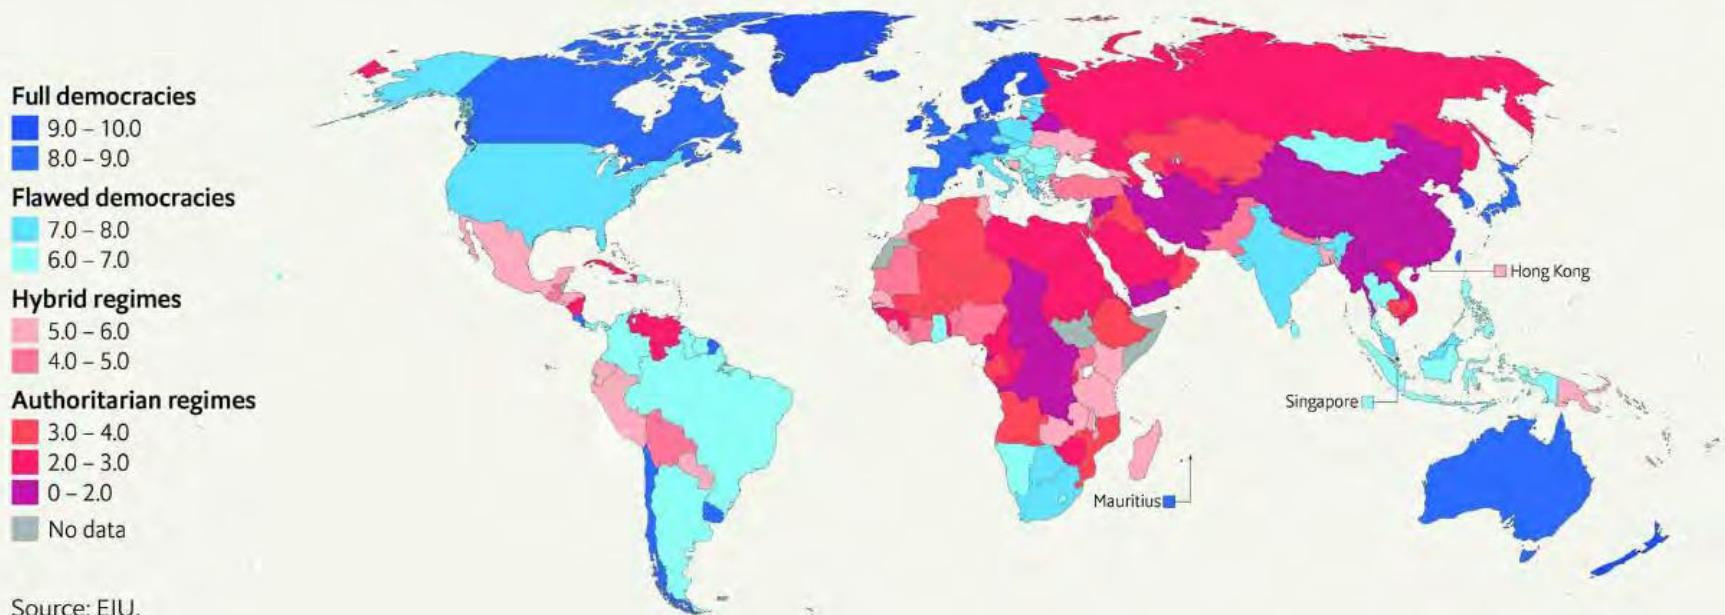 Full democracies
9.0 – 10.0
8.0 – 9.0
Flawed democracies
7.0 – 8.0
6.0 – 7.0
Hybrid regimes
5.0 – 6.0
4.0 – 5.0
Authoritarian regimes
3.0 – 4.0
2.0 – 3.0
0 – 2.0
No data
Source: EIU.
Hong Kong
Singapore
Mauritius